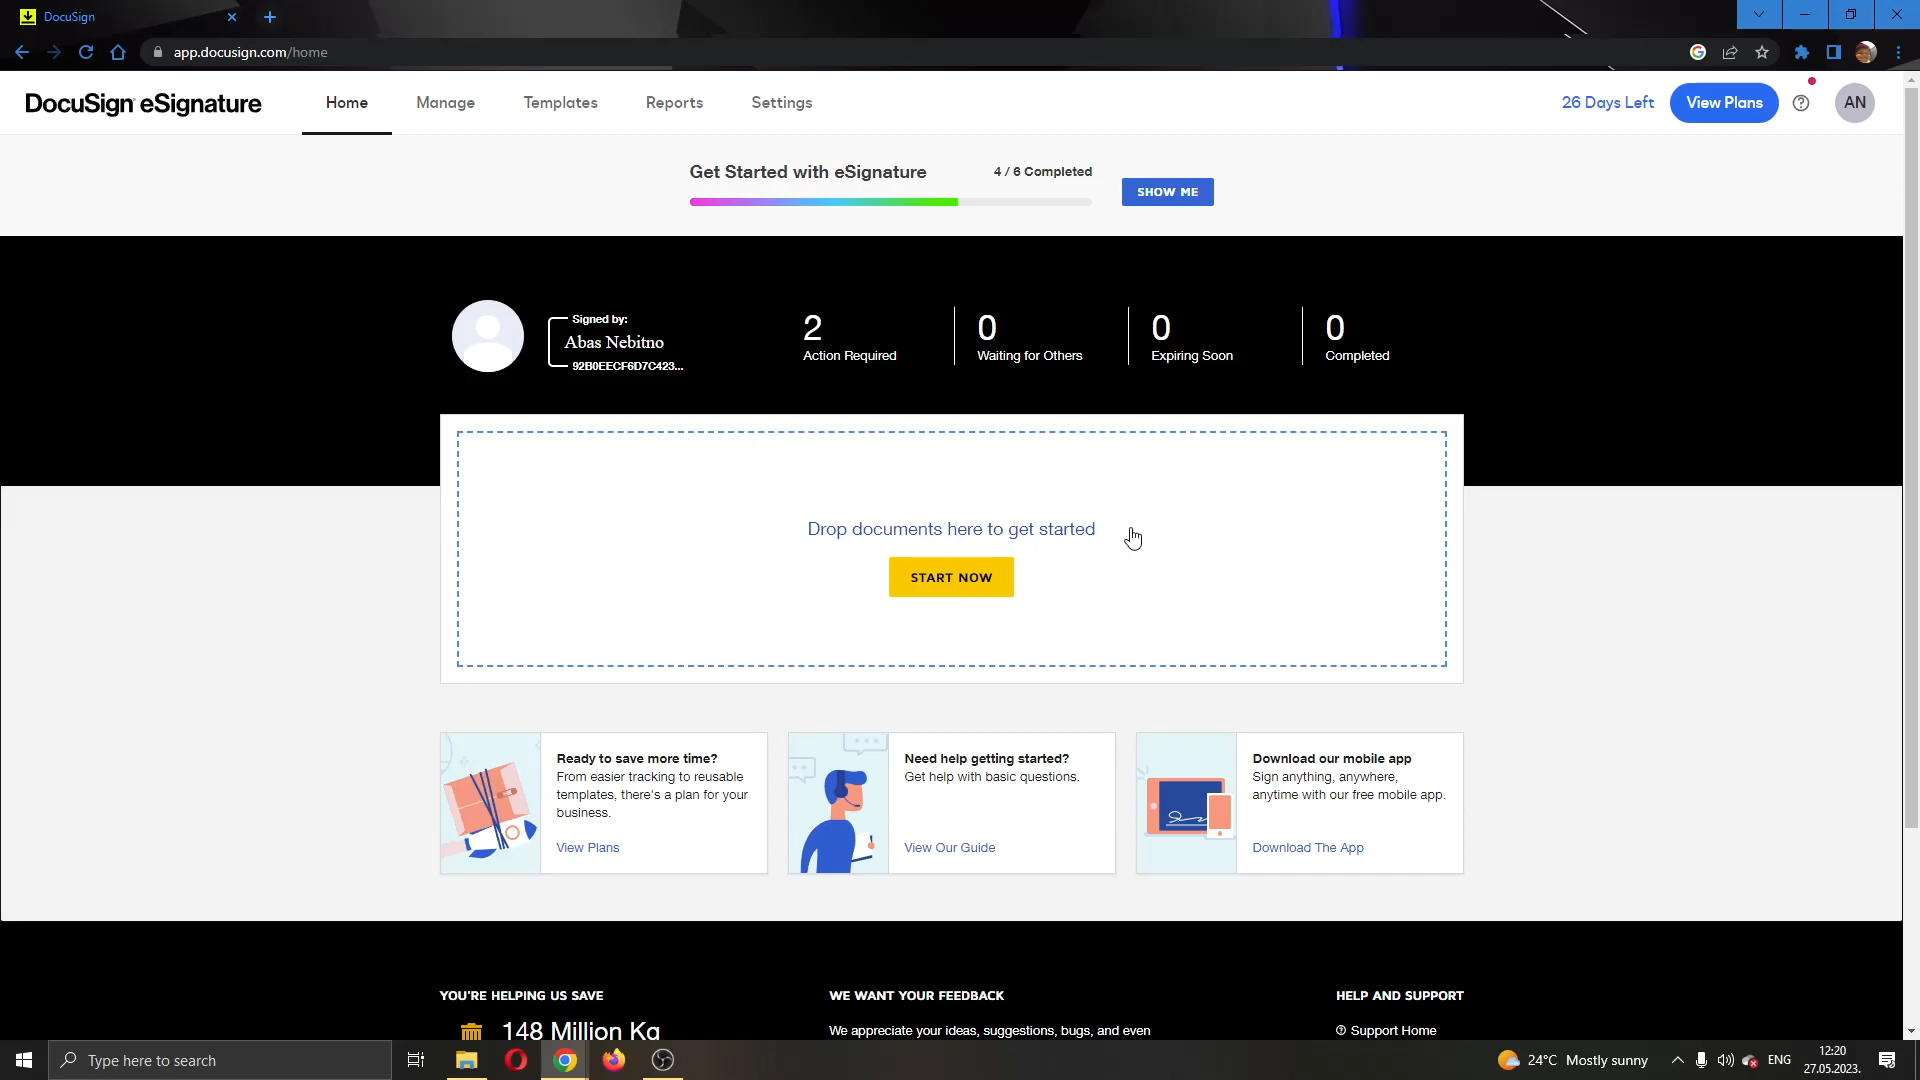 DocuSign
app.docusign.com/home
DocuSign eSignature
Home
Manage
Templates
Reports
Settings
26 Days Left
View Plans
AN
Get Started with eSignature
4 / 6 Completed
SHOW ME
Signed by:
Abas Nebitno
92B0EECF6D7C423...
2
Action Required
0
Waiting for Others
0
Expiring Soon
0
Completed
Drop documents here to get started
START NOW
Ready to save more time?
From easier tracking to reusable
templates, there's a plan for your
business.
View Plans
Need help getting started?
Get help with basic questions.
View Our Guide
Download our mobile app
Sign anything, anywhere,
anytime with our free mobile app.
Download The App
YOU'RE HELPING US SAVE
148 Million Kg
WE WANT YOUR FEEDBACK
We appreciate your ideas, suggestions, bugs, and even
HELP AND SUPPORT
Support Home
Type here to search
24°C Mostly sunny
ENG
12:20
27.05.2023.